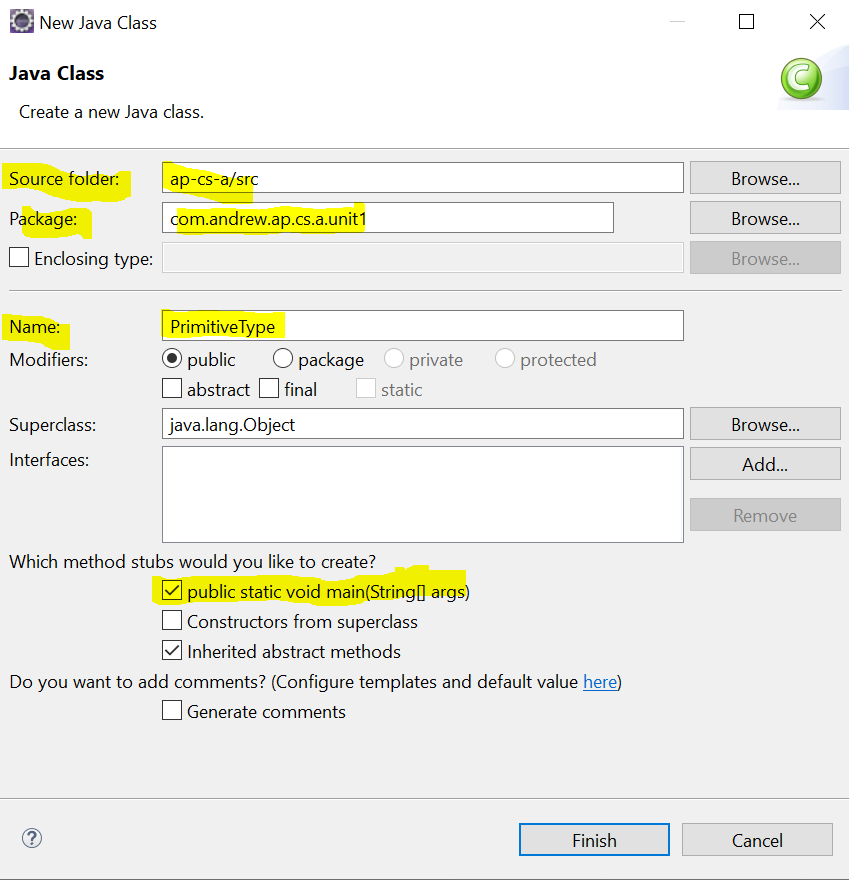 New Java Class
Java Class
Create a new Java class.
Source folder: ap-cs-a/src Browse...
Package: com.andrew.ap.cs.a.unit1 Browse...
Enclosing type: Browse...
Name: PrimitiveType
Modifiers: public package private protected
abstract final static
Superclass: java.lang.Object Browse...
Interfaces: Add...
Remove
Which method stubs would you like to create?
public static void main(String[] args)
Constructors from superclass
Inherited abstract methods
Do you want to add comments? (Configure templates and default value here)
Generate comments
Finish Cancel